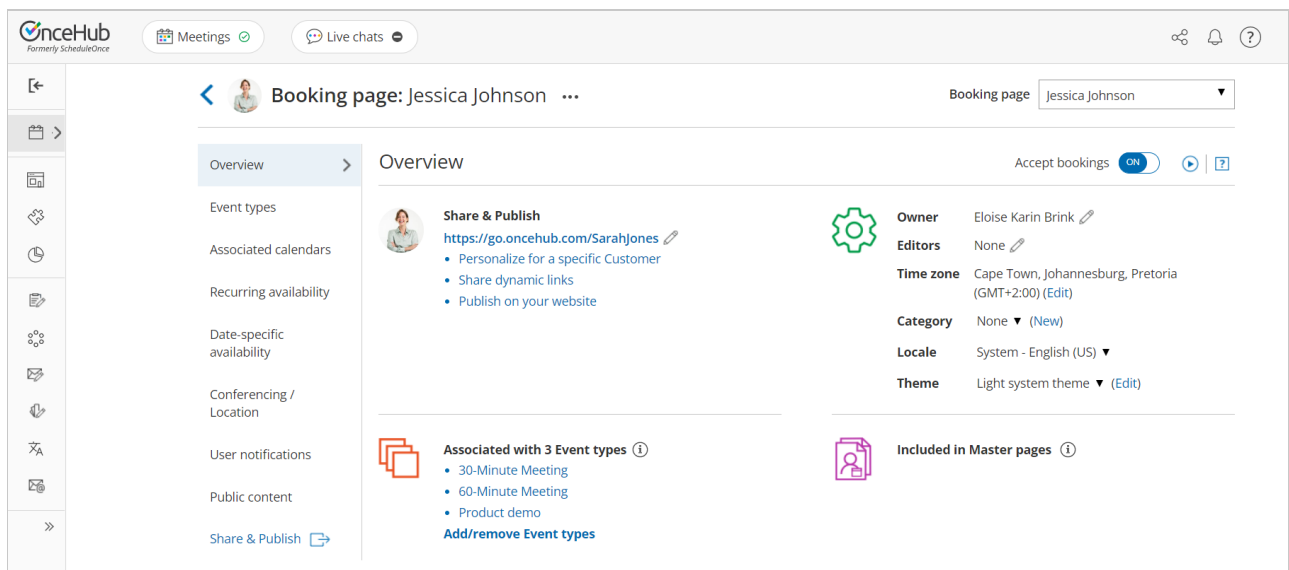 OnceHub
Formerly ScheduleOnce
Meetings
Live chats
?
Booking page: Jessica Johnson ...
Booking page Jessica Johnson
Overview
Event types
Associated calendars
Recurring availability
Date-specific
availability
Conferencing /
Location
User notifications
Public content
Share & Publish
Overview
Accept bookings ON
?
Share & Publish
https://go.oncehub.com/SarahJones
• Personalize for a specific Customer
• Share dynamic links
• Publish on your website
Owner Eloise Karin Brink
Editors None
Time zone Cape Town, Johannesburg, Pretoria
(GMT+2:00) (Edit)
Category None ▼ (New)
Locale System - English (US) ▼
Theme Light system theme ▼ (Edit)
Associated with 3 Event types i
• 30-Minute Meeting
• 60-Minute Meeting
• Product demo
Add/remove Event types
Included in Master pages i